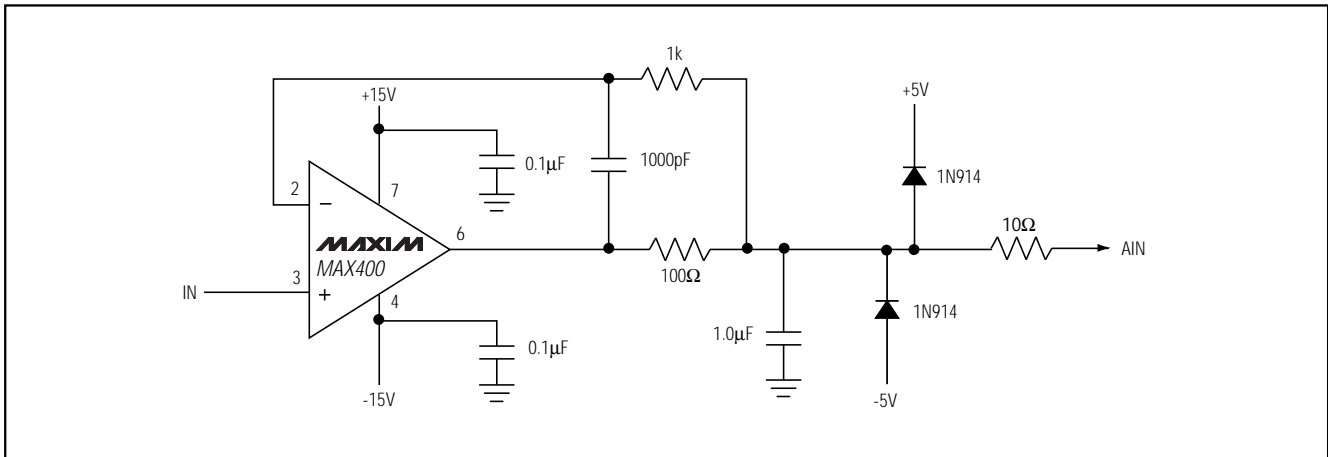 1k
+15V
+5V
0.1µF
1000pF
1N914
2
7
−
MAXIM
MAX400
6
10Ω
100Ω
AIN
IN
3
+
4
1N914
0.1µF
1.0µF
-15V
-5V